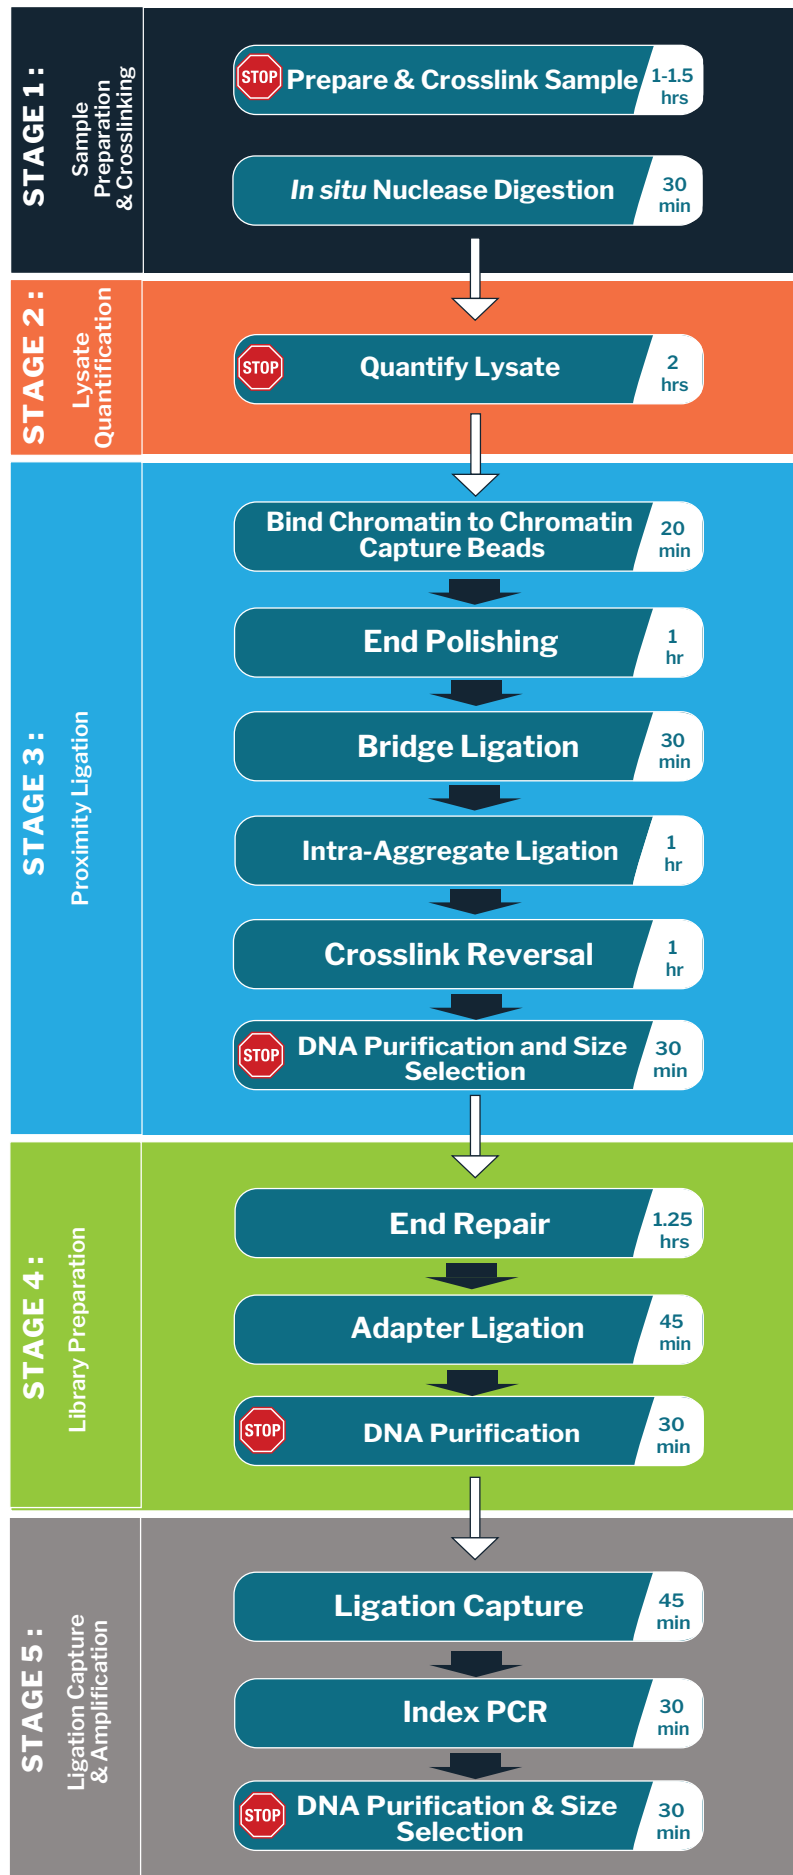 STAGE 1 :
Sample
Preparation
& Crosslinking
STOP
Prepare & Crosslink Sample
1-1.5
hrs
In situ Nuclease Digestion
30
min
STAGE 2 :
Lysate
Quantification
STOP
Quantify Lysate
2
hrs
STAGE 3 :
Proximity Ligation
Bind Chromatin to Chromatin
Capture Beads
20
min
End Polishing
1
hr
Bridge Ligation
30
min
Intra-Aggregate Ligation
1
hr
Crosslink Reversal
1
hr
STOP
DNA Purification and Size
Selection
30
min
STAGE 4 :
Library Preparation
End Repair
1.25
hrs
Adapter Ligation
45
min
STOP
DNA Purification
30
min
STAGE 5 :
Ligation Capture
& Amplification
Ligation Capture
45
min
Index PCR
30
min
STOP
DNA Purification & Size
Selection
30
min